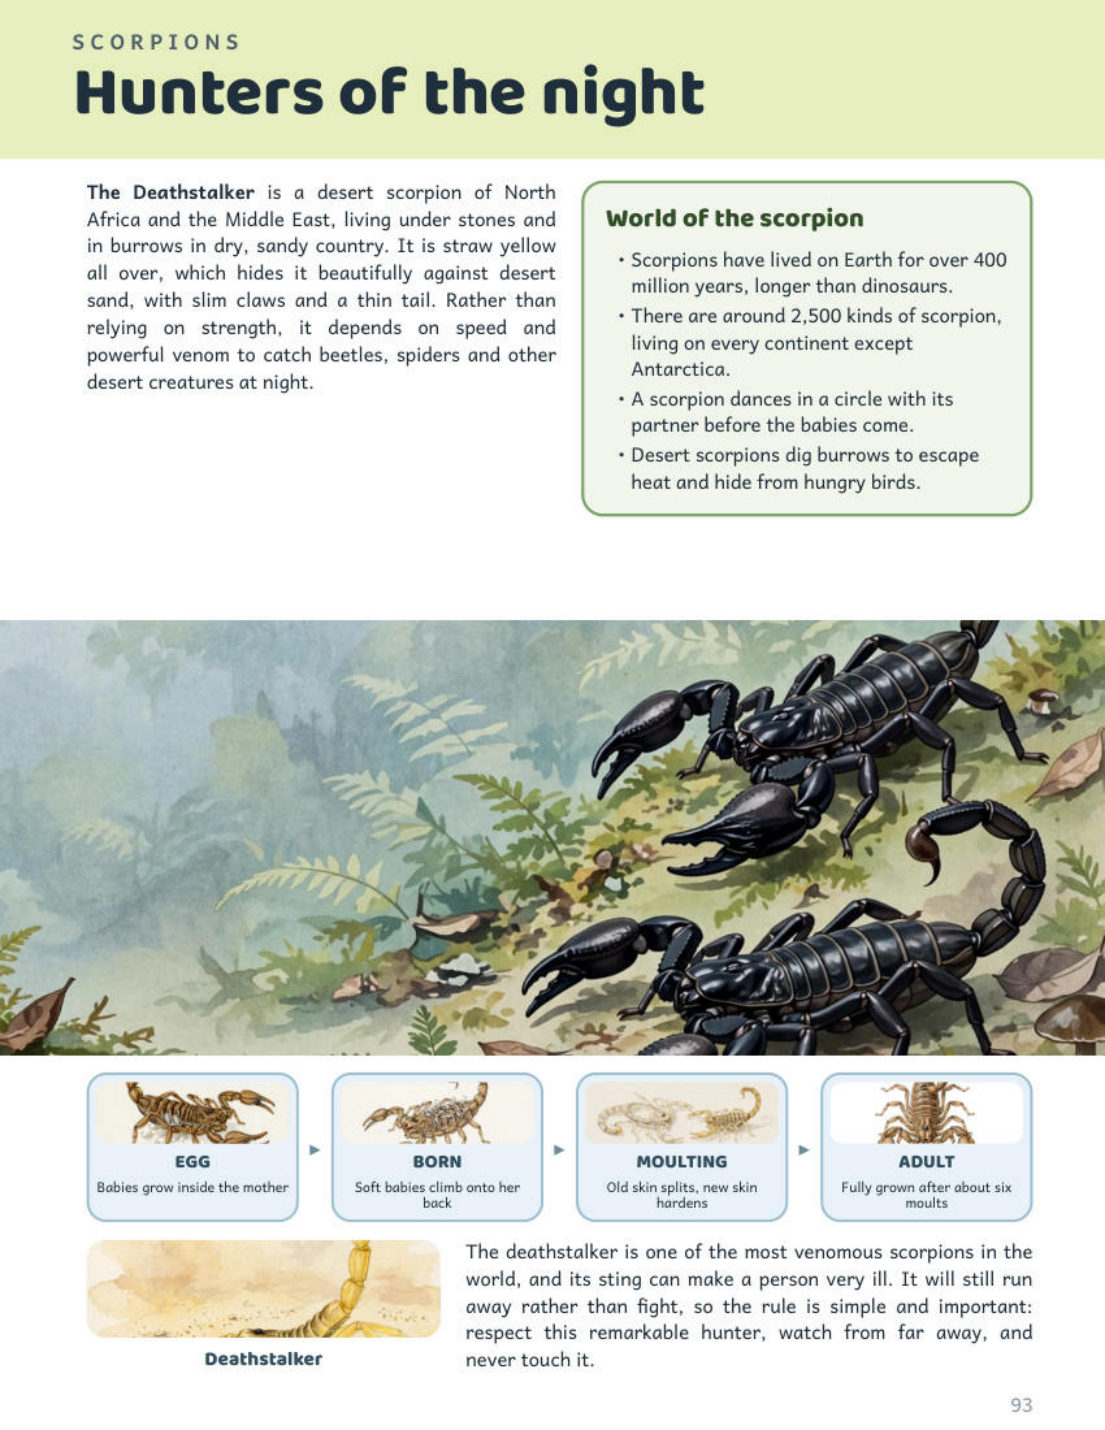 SCORPIONS
Hunters of the night
The Deathstalker is a desert scorpion of North
Africa and the Middle East, living under stones and
in burrows in dry, sandy country. It is straw yellow
all over, which hides it beautifully against desert
sand, with slim claws and a thin tail. Rather than
relying on strength, it depends on speed and
powerful venom to catch beetles, spiders and other
desert creatures at night.
World of the scorpion
• Scorpions have lived on Earth for over 400
million years, longer than dinosaurs.
• There are around 2,500 kinds of scorpion,
living on every continent except
Antarctica.
• A scorpion dances in a circle with its
partner before the babies come.
• Desert scorpions dig burrows to escape
heat and hide from hungry birds.
EGG
Babies grow inside the mother
BORN
Soft babies climb onto her
back
MOULTING
Old skin splits, new skin
hardens
ADULT
Fully grown after about six
moults
Deathstalker
The deathstalker is one of the most venomous scorpions in the
world, and its sting can make a person very ill. It will still run
away rather than fight, so the rule is simple and important:
respect this remarkable hunter, watch from far away, and
never touch it.
93